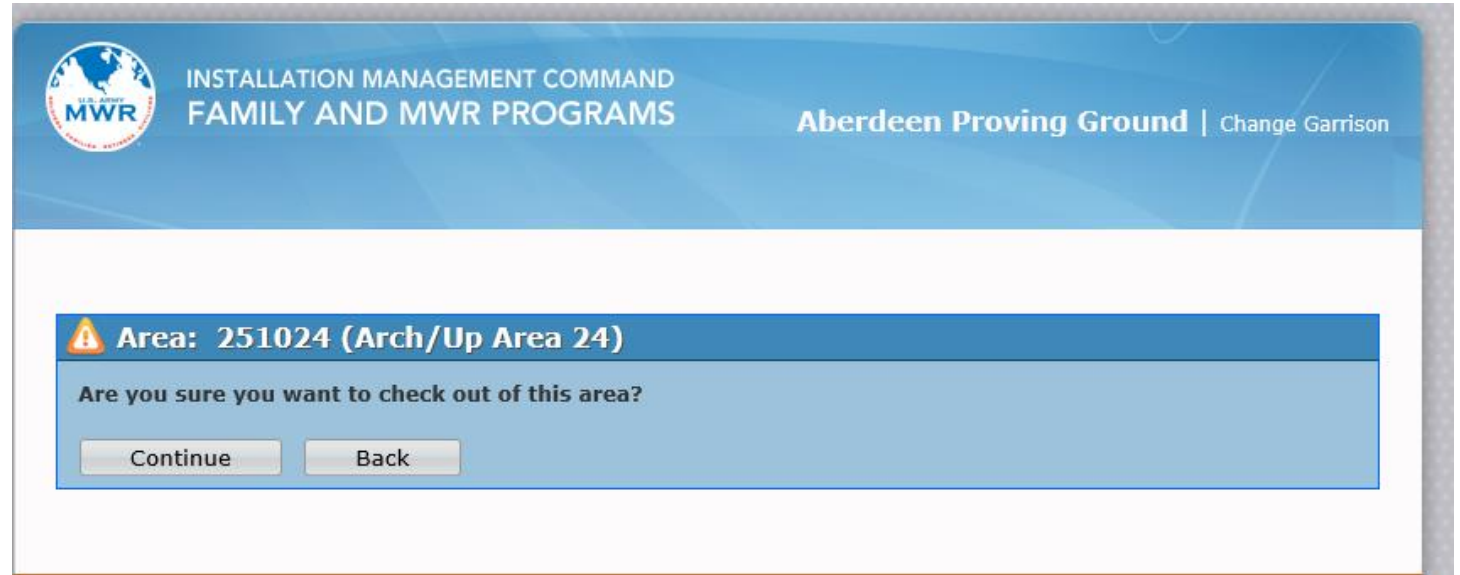 U.S. ARMY
MWR
INSTALLATION MANAGEMENT COMMAND
FAMILY AND MWR PROGRAMS
Aberdeen Proving Ground | Change Garrison
Area: 251024 (Arch/Up Area 24)
Are you sure you want to check out of this area?
Continue Back